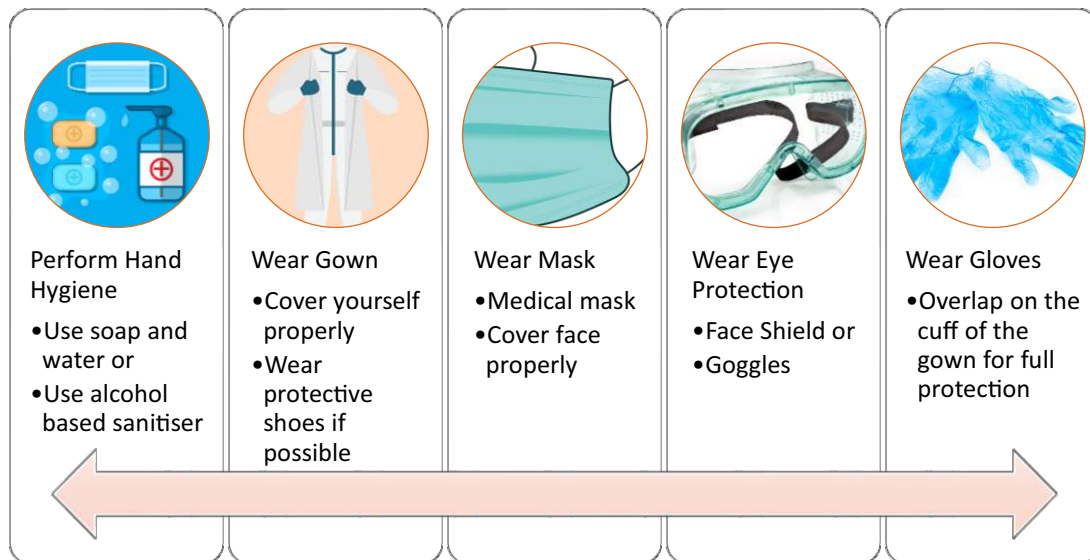 Perform Hand
Hygiene
•Use soap and
water or
•Use alcohol
based sanitiser
Wear Gown
•Cover yourself
properly
•Wear
protective
shoes if
possible
Wear Mask
•Medical mask
•Cover face
properly
Wear Eye
Protection
•Face Shield or
•Goggles
Wear Gloves
•Overlap on the
cuff of the
gown for full
protection